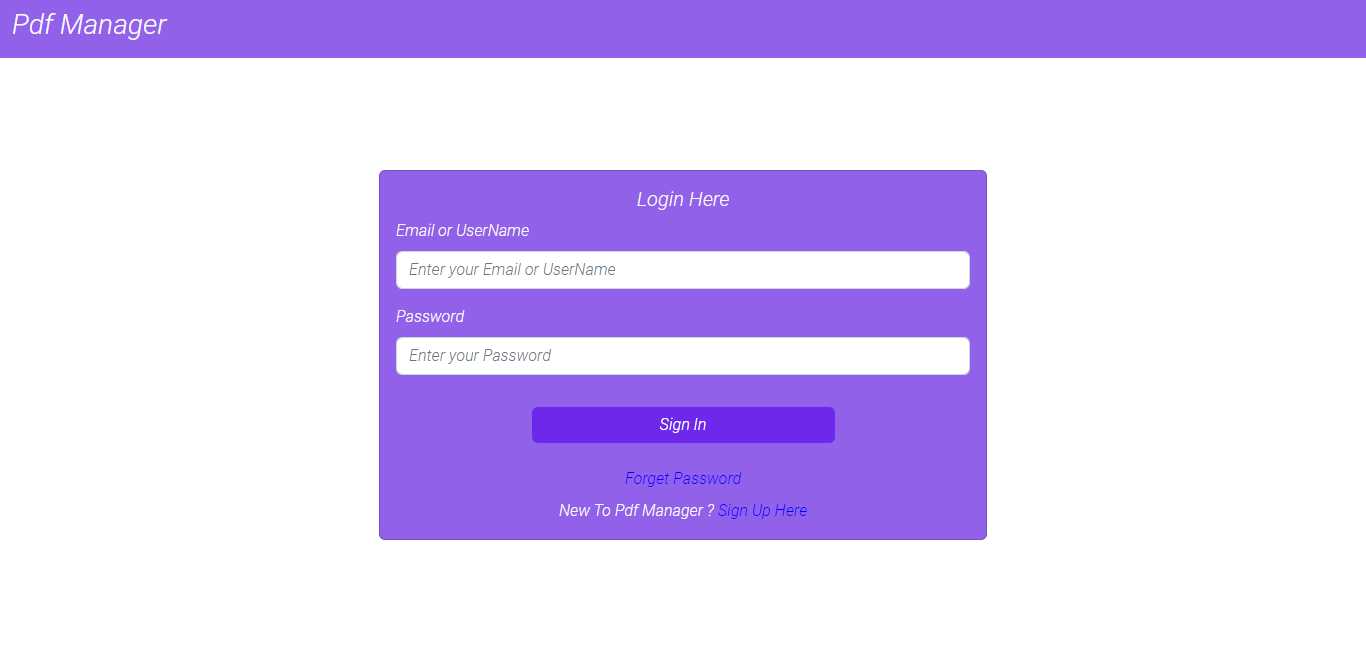 Pdf Manager
Login Here
Email or UserName
Enter your Email or UserName
Password
Enter your Password
Sign In
Forget Password
New To Pdf Manager ? Sign Up Here